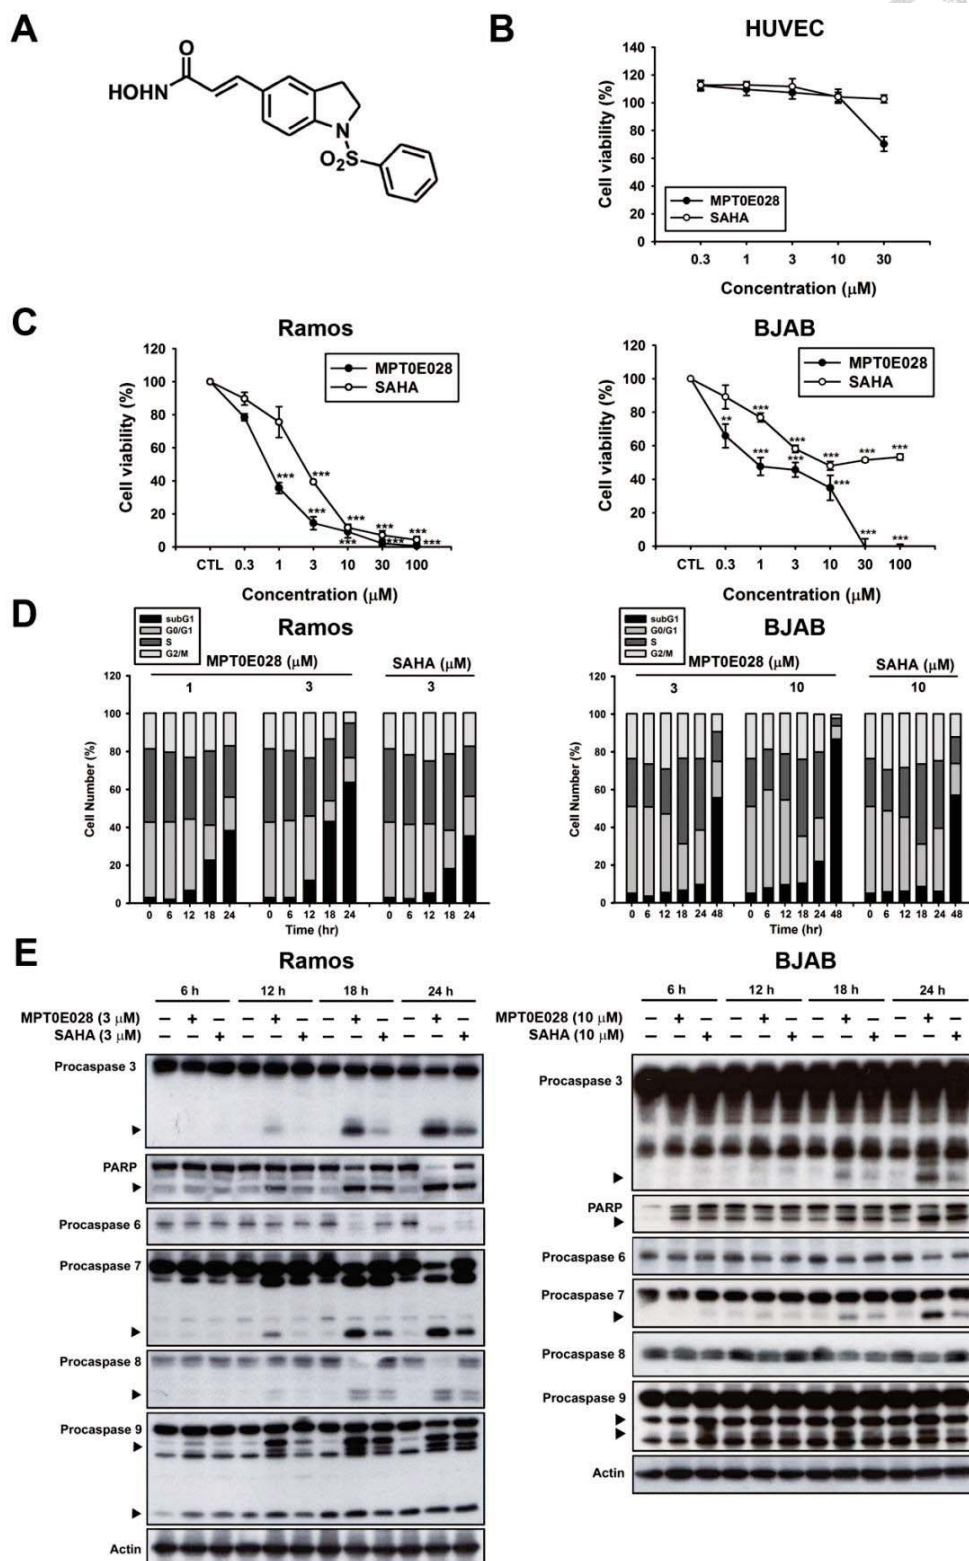 A
O
HOHN
N
O2S
B
HUVEC
Cell viability (%)
140
120
100
80
60
40
20
0
MPT0E028
SAHA
0.3 1 3 10 30
Concentration (μM)
C
Ramos
Cell viability (%)
120
100
80
60
40
20
0
MPT0E028
SAHA
***
***
***
***
***
***
***
***
***
CTL 0.3 1 3 10 30 100
Concentration (μM)
BJAB
Cell viability (%)
120
100
80
60
40
20
0
MPT0E028
SAHA
**
***
***
***
***
***
***
***
***
***
***
CTL 0.3 1 3 10 30 100
Concentration (μM)
D
subG1
G0/G1
S
G2/M
Ramos
MPT0E028 (μM)
SAHA (μM)
1 3 3
Cell Number (%)
120
100
80
60
40
20
0
0 6 12 18 24 0 6 12 18 24 0 6 12 18 24
Time (hr)
subG1
G0/G1
S
G2/M
BJAB
MPT0E028 (μM)
SAHA (μM)
3 10 10
Cell Number (%)
120
100
80
60
40
20
0
0 6 12 18 24 48 0 6 12 18 24 48 0 6 12 18 24 48
Time (hr)
E
Ramos
6 h 12 h 18 h 24 h
MPT0E028 (3 μM) – + – – + – – + – – + –
SAHA (3 μM) – – + – – + – – + – – +
Procaspase 3
PARP
Procaspase 6
Procaspase 7
Procaspase 8
Procaspase 9
Actin
BJAB
6 h 12 h 18 h 24 h
MPT0E028 (10 μM) – + – – + – – + – – + –
SAHA (10 μM) – – + – – + – – + – – +
Procaspase 3
PARP
Procaspase 6
Procaspase 7
Procaspase 8
Procaspase 9
Actin